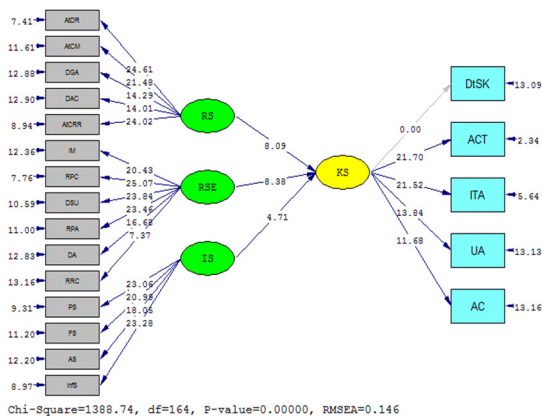 7.41 AtDR
11.61 AtCM
12.88 DGA
12.90 DAC
8.94 AtCRR
12.36 IM
7.76 RPC
10.59 DSU
11.00 RPA
12.83 DA
13.16 RRC
9.31 PS
11.20 FS
12.20 AS
8.97 InfS
24.61
21.48
14.29
14.01
24.02
20.43
25.07
23.84
23.46
16.68
7.37
23.06
20.99
18.05
23.28
RS
RSE
IS
8.09
8.38
4.71
KS
0.00
21.70
21.52
13.84
11.68
DtSK 13.09
ACT 2.34
ITA 5.64
UA 13.13
AC 13.16
Chi-Square=1388.74, df=164, P-value=0.00000, RMSEA=0.146